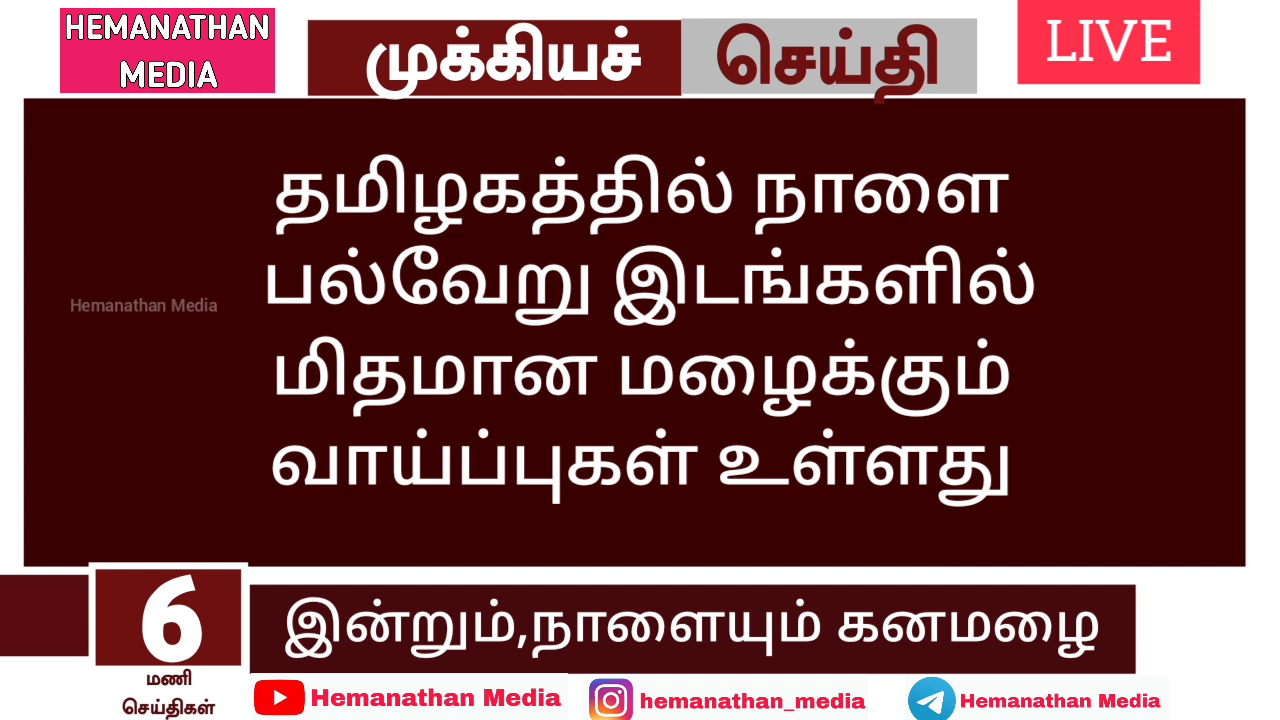 HEMANATHAN
MEDIA
முக்கியச் செய்தி
LIVE
தமிழகத்தில் நாளை
பல்வேறு இடங்களில்
Hemanathan Media
மிதமான மழைக்கும்
வாய்ப்புகள் உள்ளது
6
மணி
செய்திகள்
இன்றும்,நாளையும் கனமழை
Hemanathan Media
hemanathan_media
Hemanathan Media